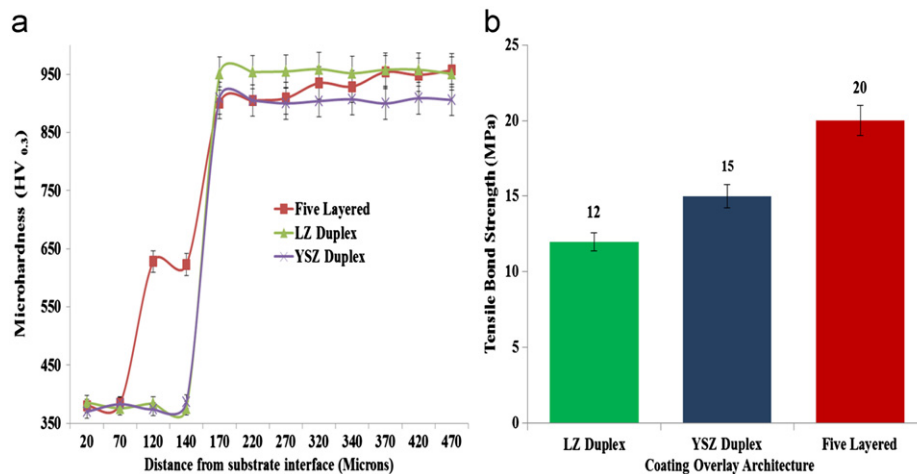 a
Microhardness (HV 0.3)
950
850
750
650
550
450
350
Five Layered
LZ Duplex
YSZ Duplex
20 70 120 140 170 220 270 320 340 370 420 470
Distance from substrate interface (Microns)
b
Tensile Bond Strength (MPa)
25
20
15
10
5
0
12
15
20
LZ Duplex YSZ Duplex Five Layered
Coating Overlay Architecture